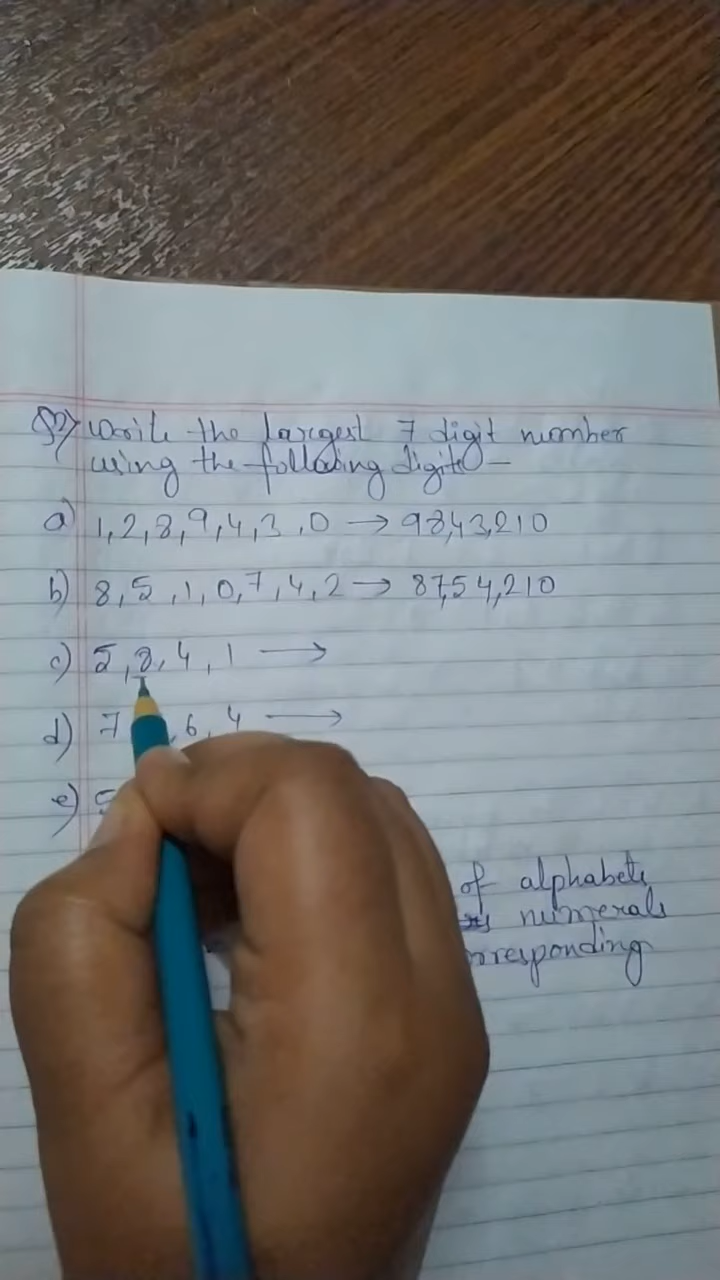 Q2) Write the largest 7 digit number
using the following digits —
a) 1,2,8,9,4,3,0 → 98,43,210
b) 8,5,1,0,7,4,2 → 87,54,210
c) 5,8,4,1 →
d) 7 ,6,4 →
e) 5
of alphabets
numerals
corresponding